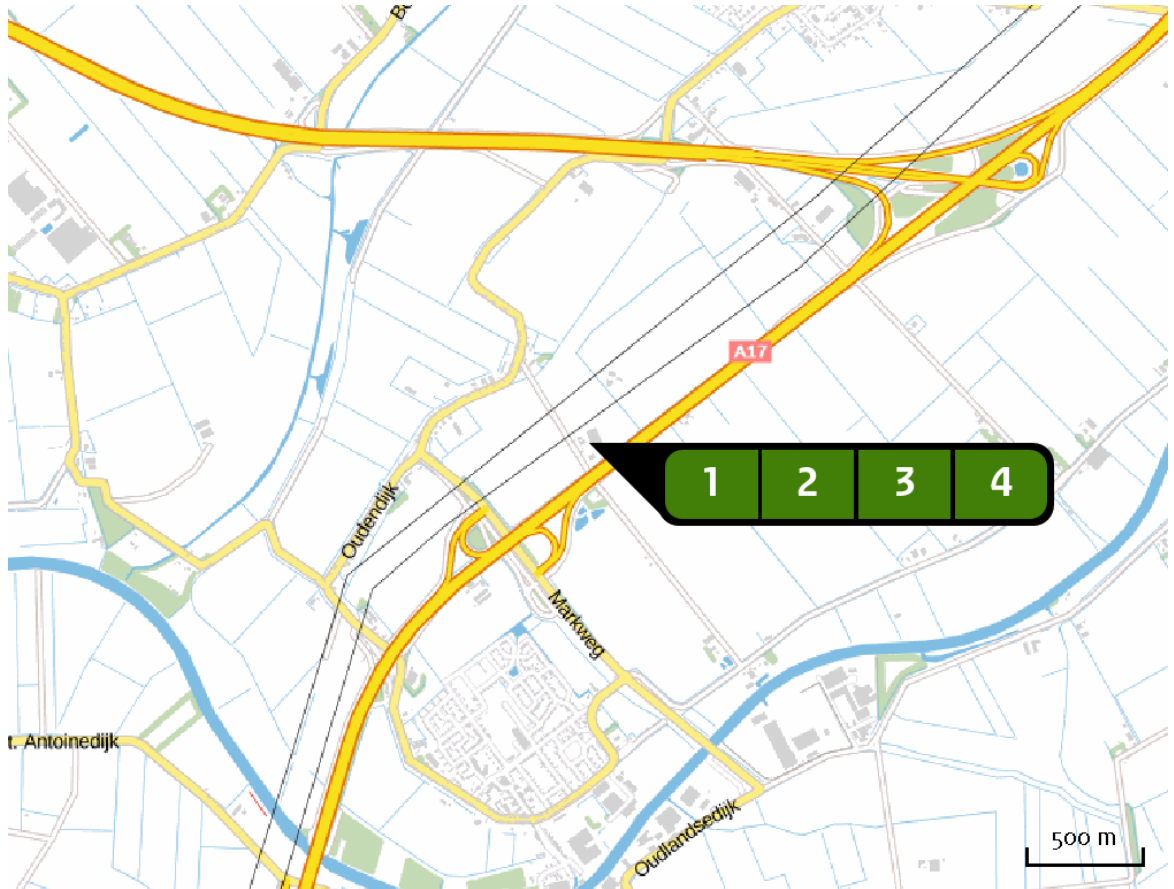 A17
1 2 3 4
Oudendijk
Markweg
t. Antoinedijk
Oudlandsedijk
500 m